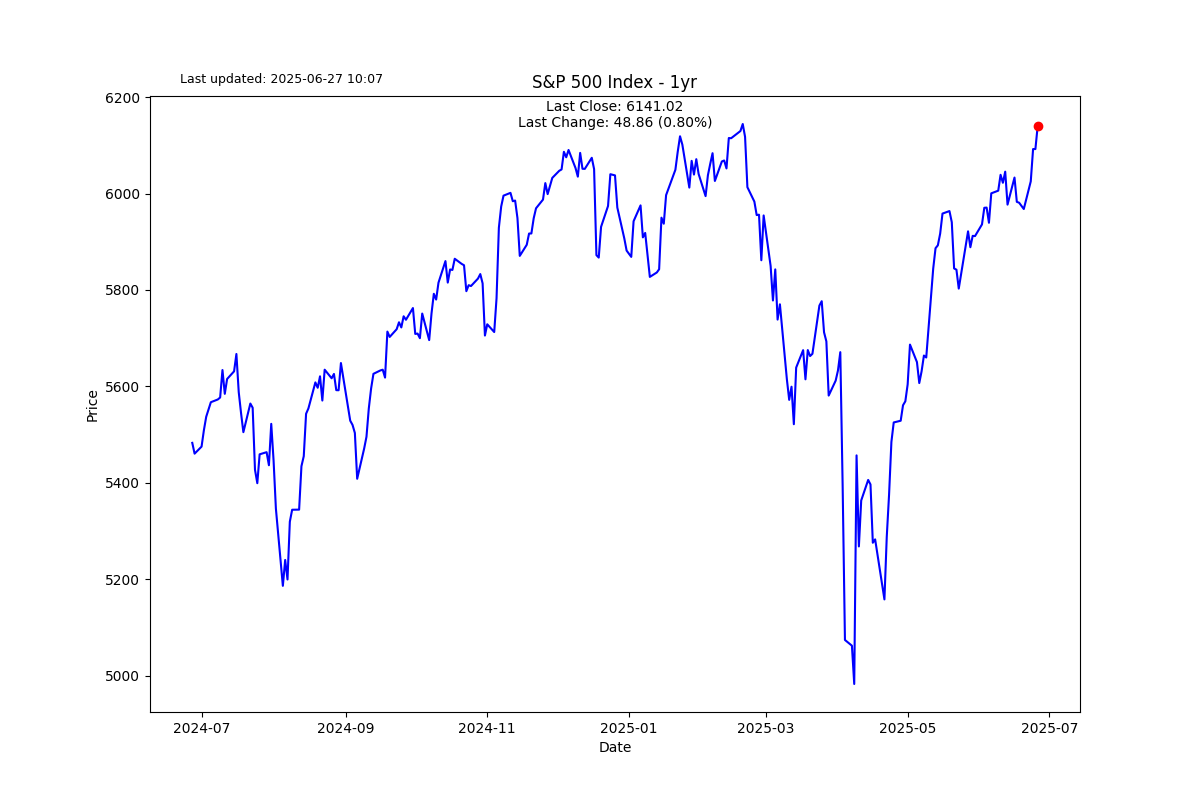 Last updated: 2025-06-27 10:07
S&P 500 Index - 1yr
Last Close: 6141.02
Last Change: 48.86 (0.80%)
6200
6000
5800
5600
5400
5200
5000
Price
2024-07
2024-09
2024-11
2025-01
2025-03
2025-05
2025-07
Date